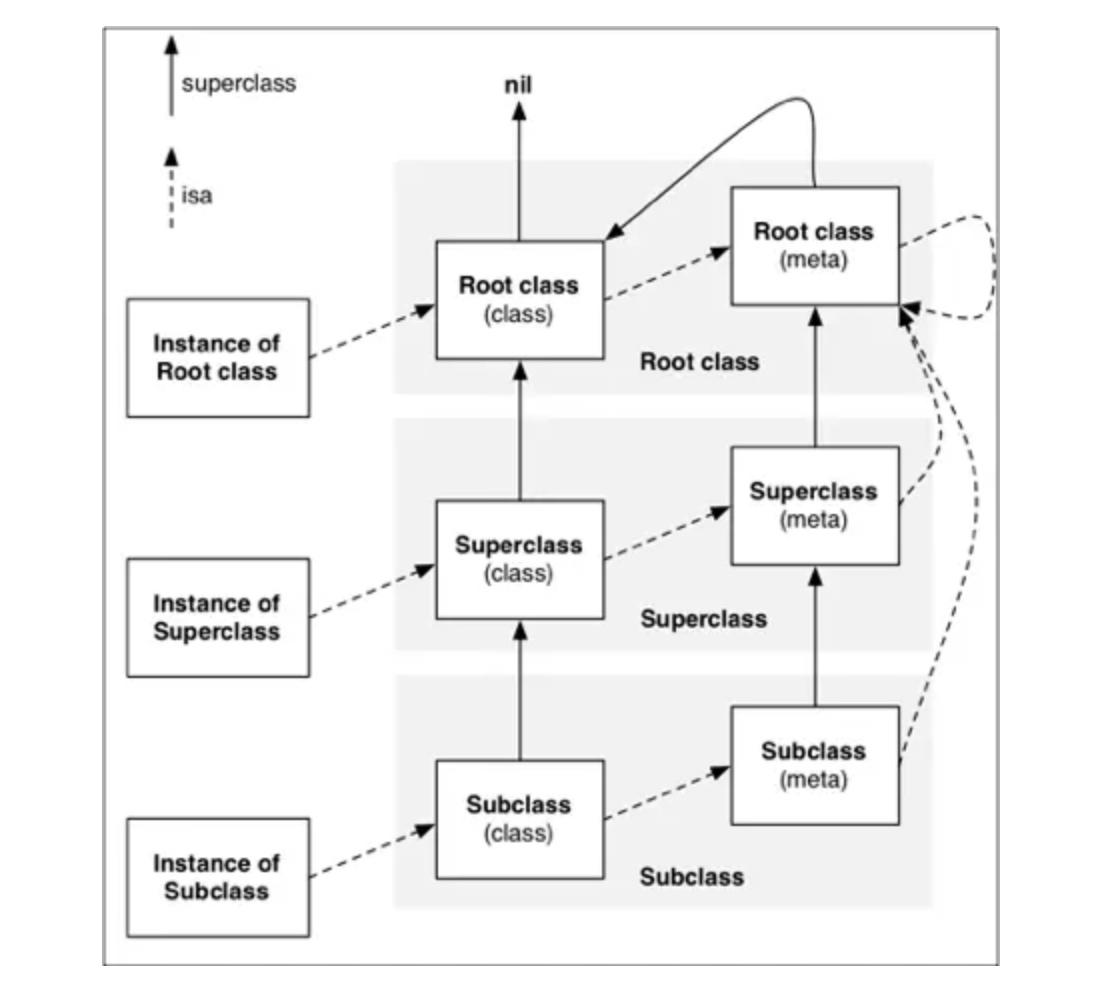 superclass
nil
isa
Root class
(meta)
Root class
(class)
Instance of
Root class
Root class
Superclass
(meta)
Superclass
(class)
Instance of
Superclass
Superclass
Subclass
(meta)
Subclass
(class)
Instance of
Subclass
Subclass